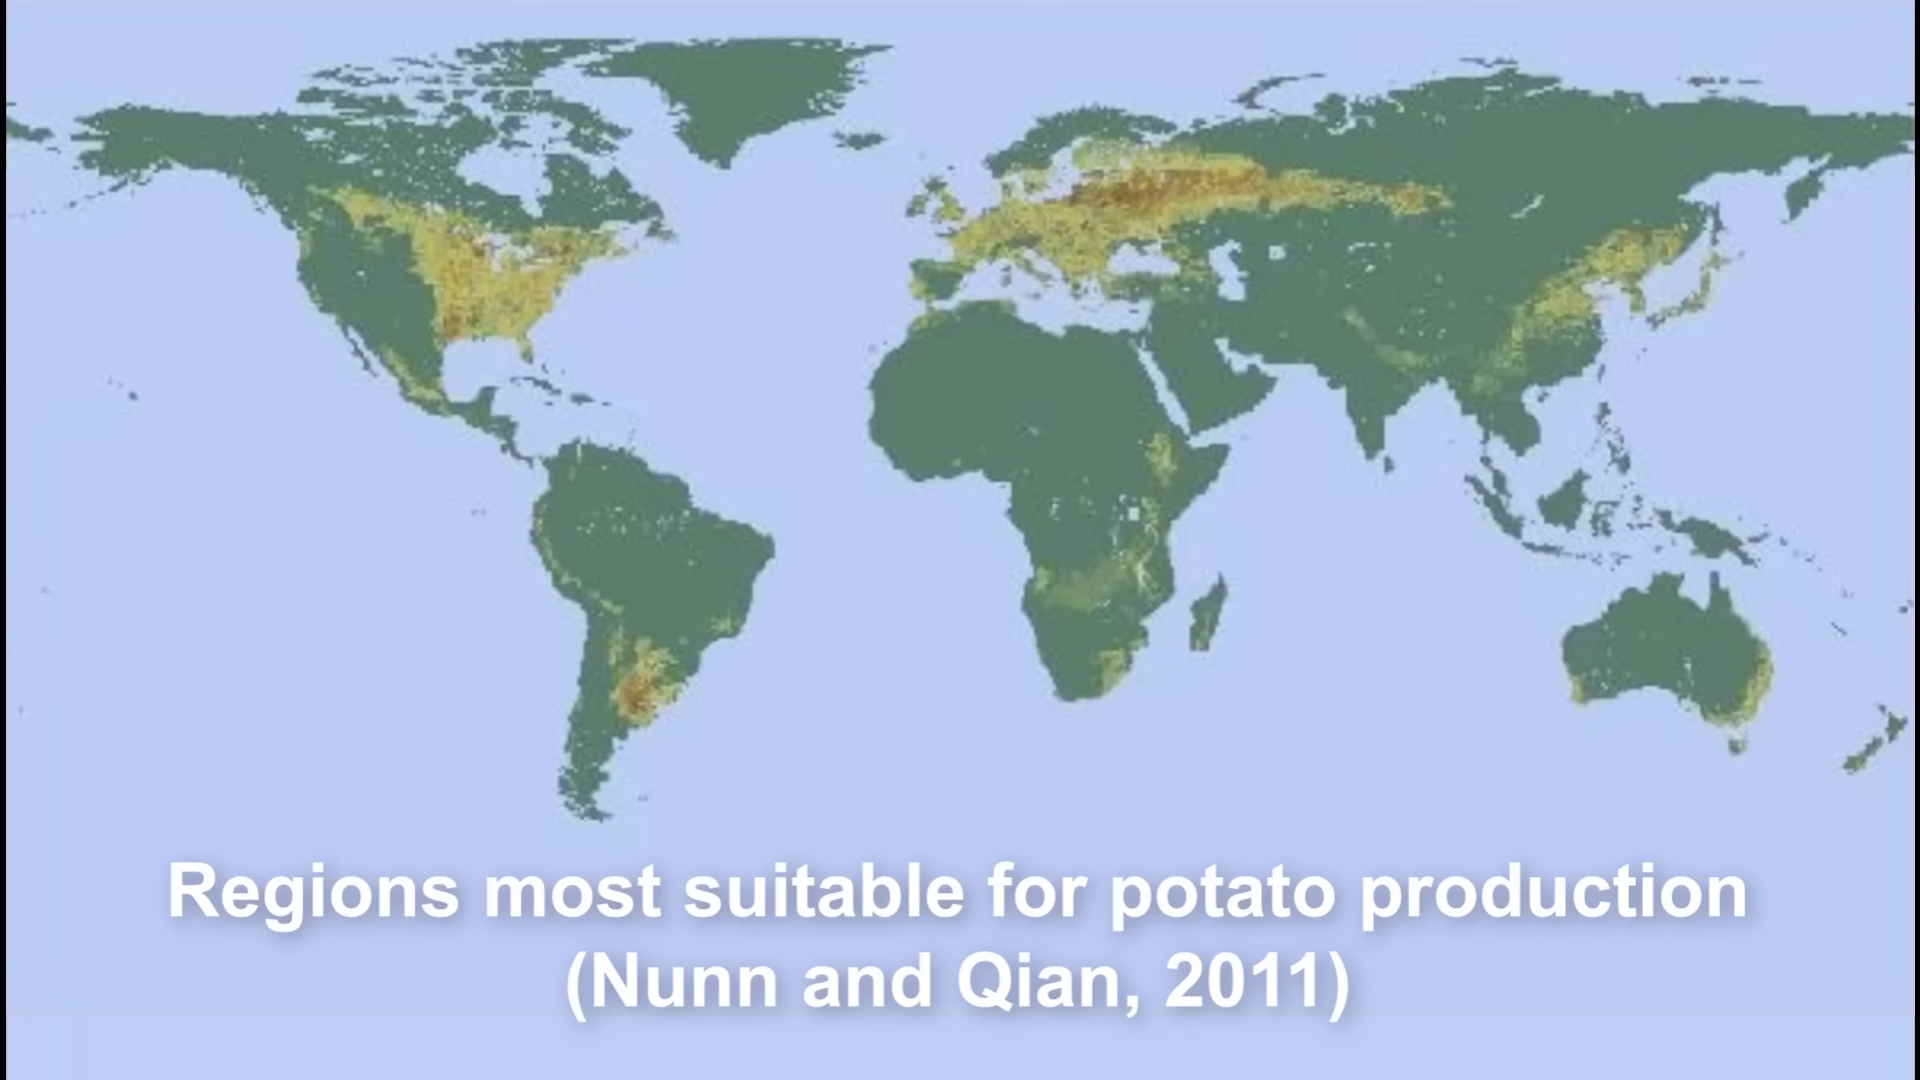 Regions most suitable for potato production
(Nunn and Qian, 2011)